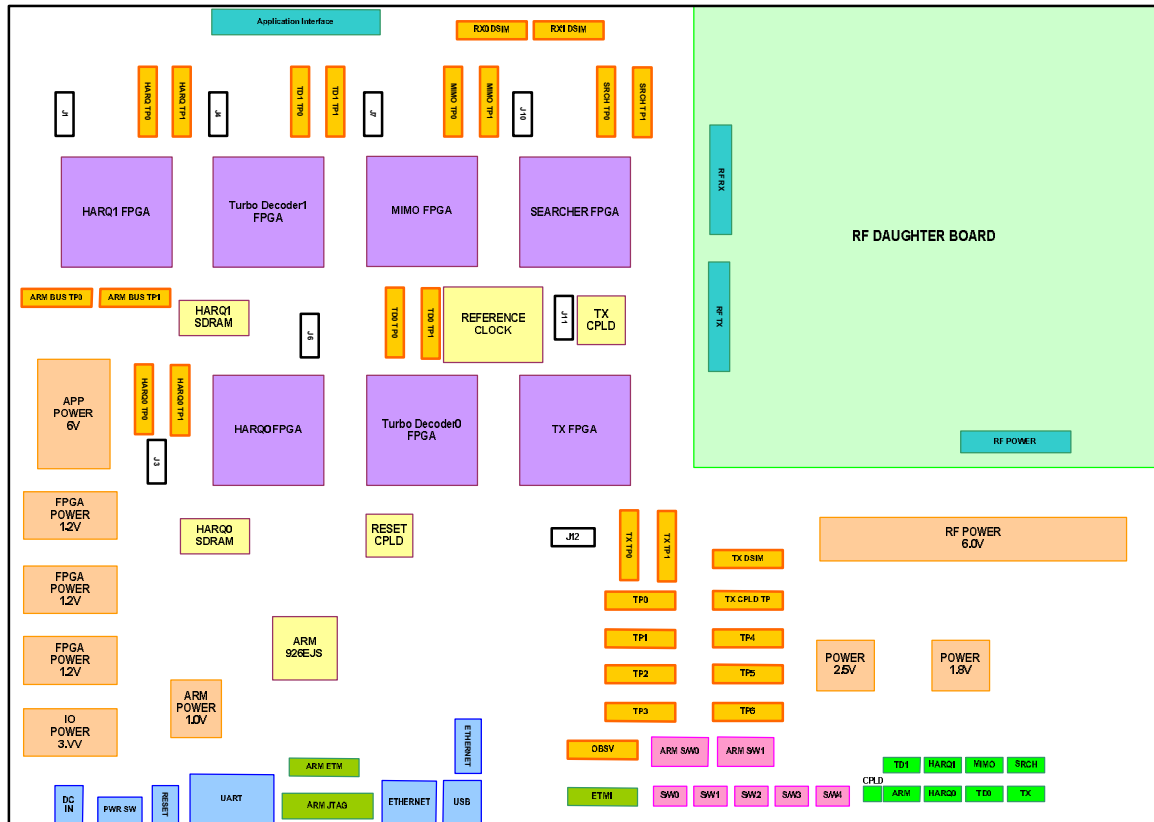 Application Interface
RX0 DSIM
RX1 DSIM
J1
HARQ TP0
HARQ TP1
J4
TD1 TP0
TD1 TP1
J7
MIMO TP0
MIMO TP1
J10
SRCH TP0
SRCH TP1
HARQ1 FPGA
Turbo Decoder1
FPGA
MIMO FPGA
SEARCHER FPGA
RF RX
RF DAUGHTER BOARD
RF TX
RF POWER
ARM BUS TP0
ARM BUS TP1
HARQ1
SDRAM
J6
TD0 TP0
TD0 TP1
REFERENCE
CLOCK
J11
TX
CPLD
APP
POWER
6V
HARQ0 TP0
HARQ0 TP1
J3
HARQ0 FPGA
Turbo Decoder0
FPGA
TX FPGA
FPGA
POWER
1.2V
HARQ0
SDRAM
RESET
CPLD
J12
TX TP0
TX TP1
TX DSIM
RF POWER
6.0V
FPGA
POWER
1.2V
TP0
TX CPLD TP
TP1
TP4
FPGA
POWER
1.2V
ARM
926EJS
TP2
TP5
POWER
2.5V
POWER
1.8V
ARM
POWER
1.0V
TP3
TP6
IO
POWER
3.VV
ETHERNET
OBSV
ARM SW0
ARM SW1
ARM ETM
TD1
HARQ1
MIMO
SRCH
DC
IN
PWR SW
RESET
UART
ARM JTAG
ETHERNET
USB
ETM1
SW0
SW1
SW2
SW3
SW4
CPLD
ARM
HARQ0
TD0
TX